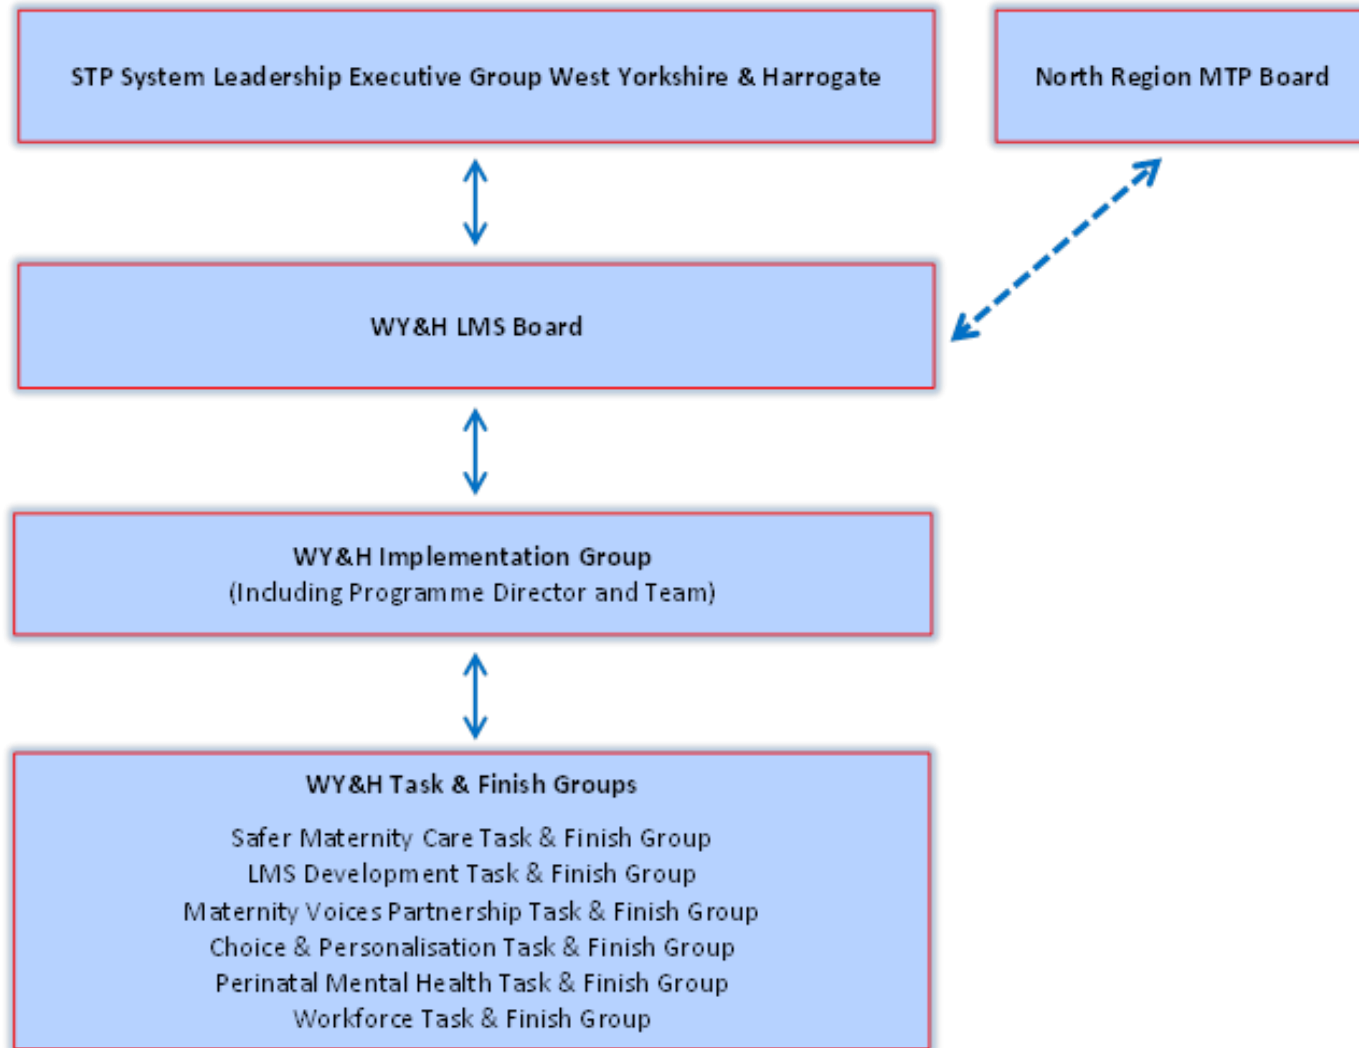 STP System Leadership Executive Group West Yorkshire & Harrogate
North Region MTP Board
WY&H LMS Board
WY&H Implementation Group
(Including Programme Director and Team)
WY&H Task & Finish Groups
Safer Maternity Care Task & Finish Group
LMS Development Task & Finish Group
Maternity Voices Partnership Task & Finish Group
Choice & Personalisation Task & Finish Group
Perinatal Mental Health Task & Finish Group
Workforce Task & Finish Group